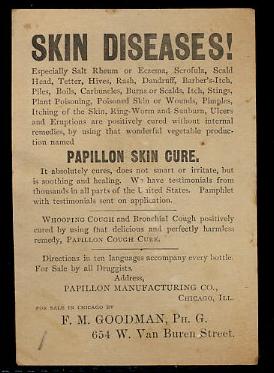 SKIN DISEASES!
Especially Salt Rheum or Eczema, Scrofula, Scald
Head, Tetter, Hives, Rash, Dandruff, Barber's-Itch,
Piles, Boils, Carbuncles, Burns or Scalds, Itch, Stings,
Plant Poisoning, Poisoned Skin or Wounds, Pimples,
Itching of the Skin, Ring-Worm and Sunburn, Ulcers
and Eruptions are positively cured without internal
remedies, by using that wonderful vegetable produc-
tion named
PAPILLON SKIN CURE.
It absolutely cures, does not smart or irritate, but
is soothing and healing. We have testimonials from
thousands in all parts of the United States. Pamphlet
with testimonials sent on application.
WHOOPING COUGH and Bronchial Cough positively
cured by using that delicious and perfectly harmless
remedy, PAPILLON COUGH CURE.
Directions in ten languages accompany every bottle.
For Sale by all Druggists.
Address,
PAPILLON MANUFACTURING CO.,
CHICAGO, ILL.
FOR SALE IN CHICAGO BY
F. M. GOODMAN, PH. G.
654 W. Van Buren Street.